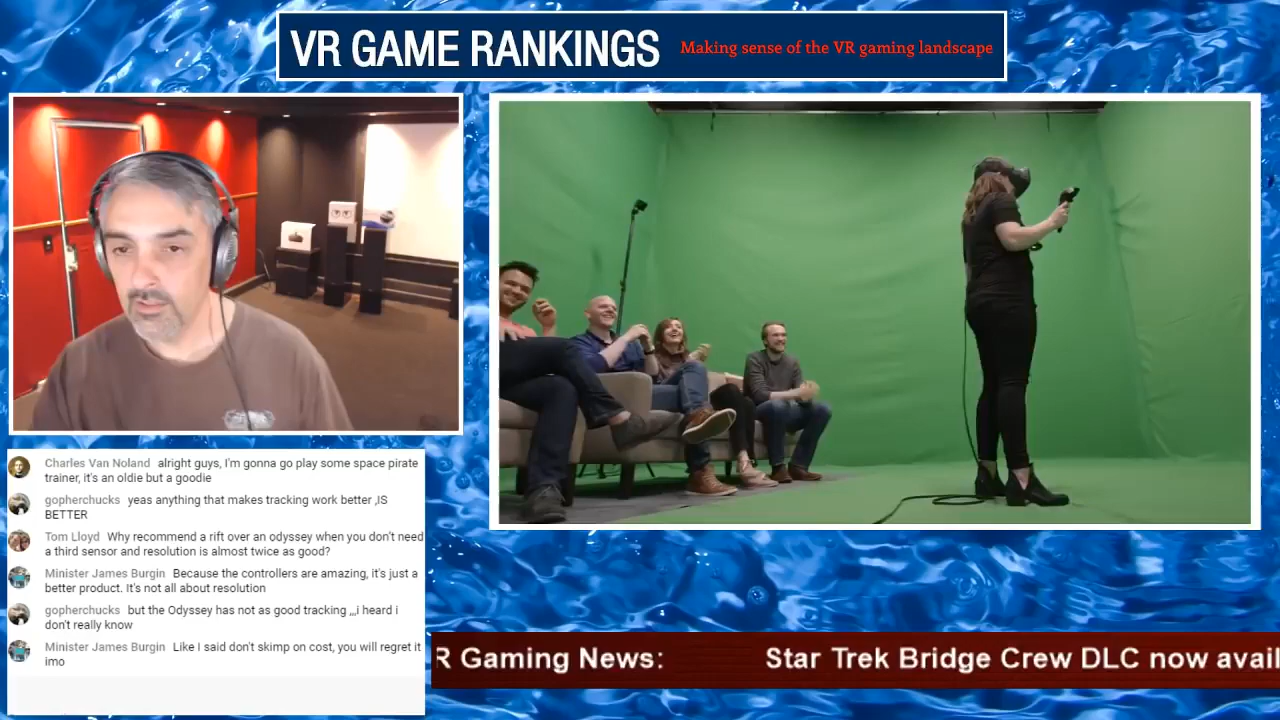 VR GAME RANKINGS
Making sense of the VR gaming landscape
Charles Van Noland alright guys, I'm gonna go play some space pirate
trainer, it's an oldie but a goodie
gopherchucks yeas anything that makes tracking work better ,IS
BETTER
Tom Lloyd Why recommend a rift over an odyssey when you don't need
a third sensor and resolution is almost twice as good?
Minister James Burgin Because the controllers are amazing, it's just a
better product. It's not all about resolution
gopherchucks but the Odyssey has not as good tracking ,,,i heard i
don't really know
Minister James Burgin Like I said don't skimp on cost, you will regret it
imo
R Gaming News: Star Trek Bridge Crew DLC now avail